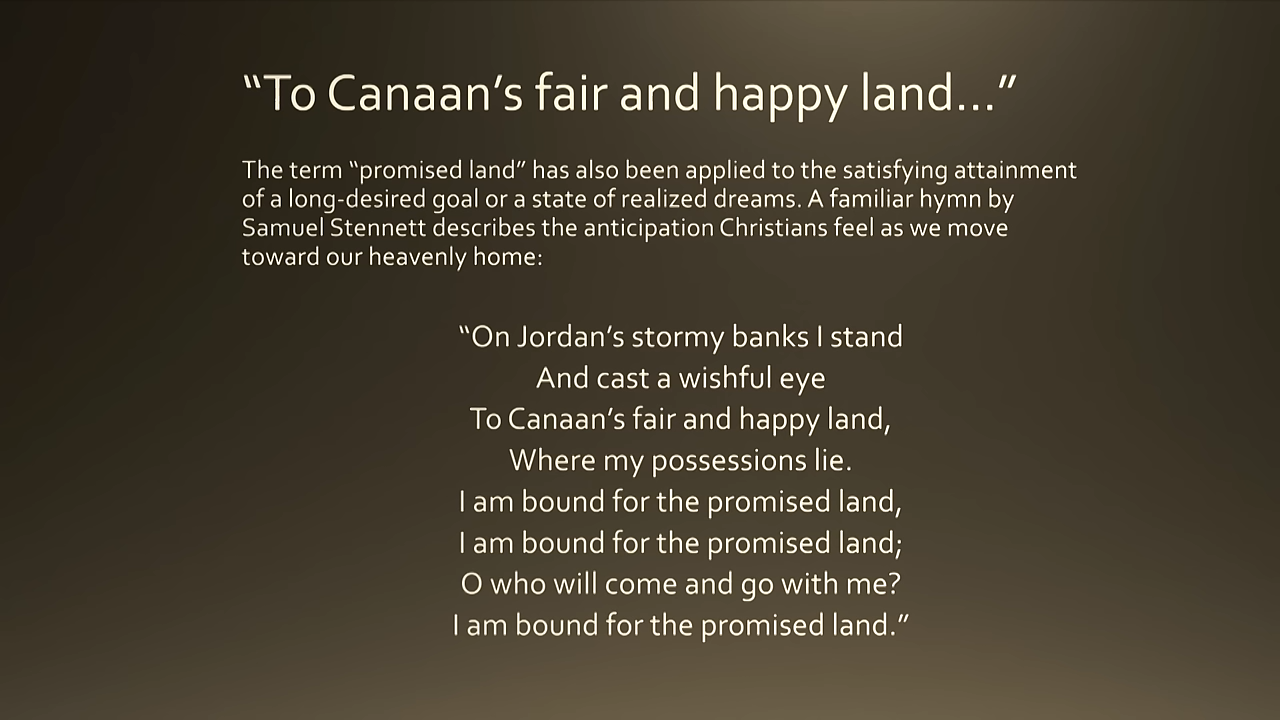 “To Canaan’s fair and happy land…”
The term “promised land” has also been applied to the satisfying attainment
of a long-desired goal or a state of realized dreams. A familiar hymn by
Samuel Stennett describes the anticipation Christians feel as we move
toward our heavenly home:
“On Jordan’s stormy banks I stand
And cast a wishful eye
To Canaan’s fair and happy land,
Where my possessions lie.
I am bound for the promised land,
I am bound for the promised land;
O who will come and go with me?
I am bound for the promised land.”